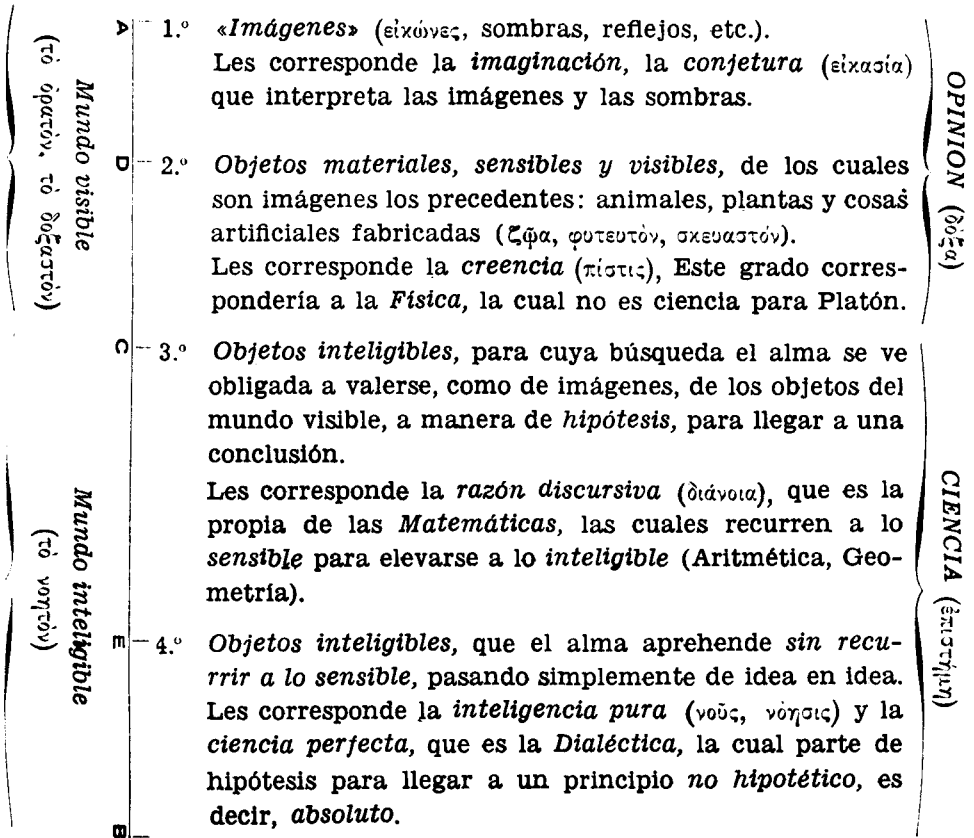 Mundo visible
(τὸ ὁρατόν, τὸ δοξαστόν)
A
1.º «Imágenes» (εἰκώνες, sombras, reflejos, etc.).
Les corresponde la imaginación, la conjetura (εἰκασία)
que interpreta las imágenes y las sombras.
D
2.º Objetos materiales, sensibles y visibles, de los cuales
son imágenes los precedentes: animales, plantas y cosas
artificiales fabricadas (ζῷα, φυτευτὸν, σκευαστόν).
Les corresponde la creencia (πίστις), Este grado corres-
pondería a la Física, la cual no es ciencia para Platón.
OPINION (δόξα)
Mundo inteligible
(τὸ νοητόν)
C
3.º Objetos inteligibles, para cuya búsqueda el alma se ve
obligada a valerse, como de imágenes, de los objetos del
mundo visible, a manera de hipótesis, para llegar a una
conclusión.
Les corresponde la razón discursiva (διάνοια), que es la
propia de las Matemáticas, las cuales recurren a lo
sensible para elevarse a lo inteligible (Aritmética, Geo-
metría).
E
4.º Objetos inteligibles, que el alma aprehende sin recu-
rrir a lo sensible, pasando simplemente de idea en idea.
Les corresponde la inteligencia pura (νοῦς, νόησις) y la
ciencia perfecta, que es la Dialéctica, la cual parte de
hipótesis para llegar a un principio no hipotético, es
decir, absoluto.
B
CIENCIA (ἐπιστήμη)